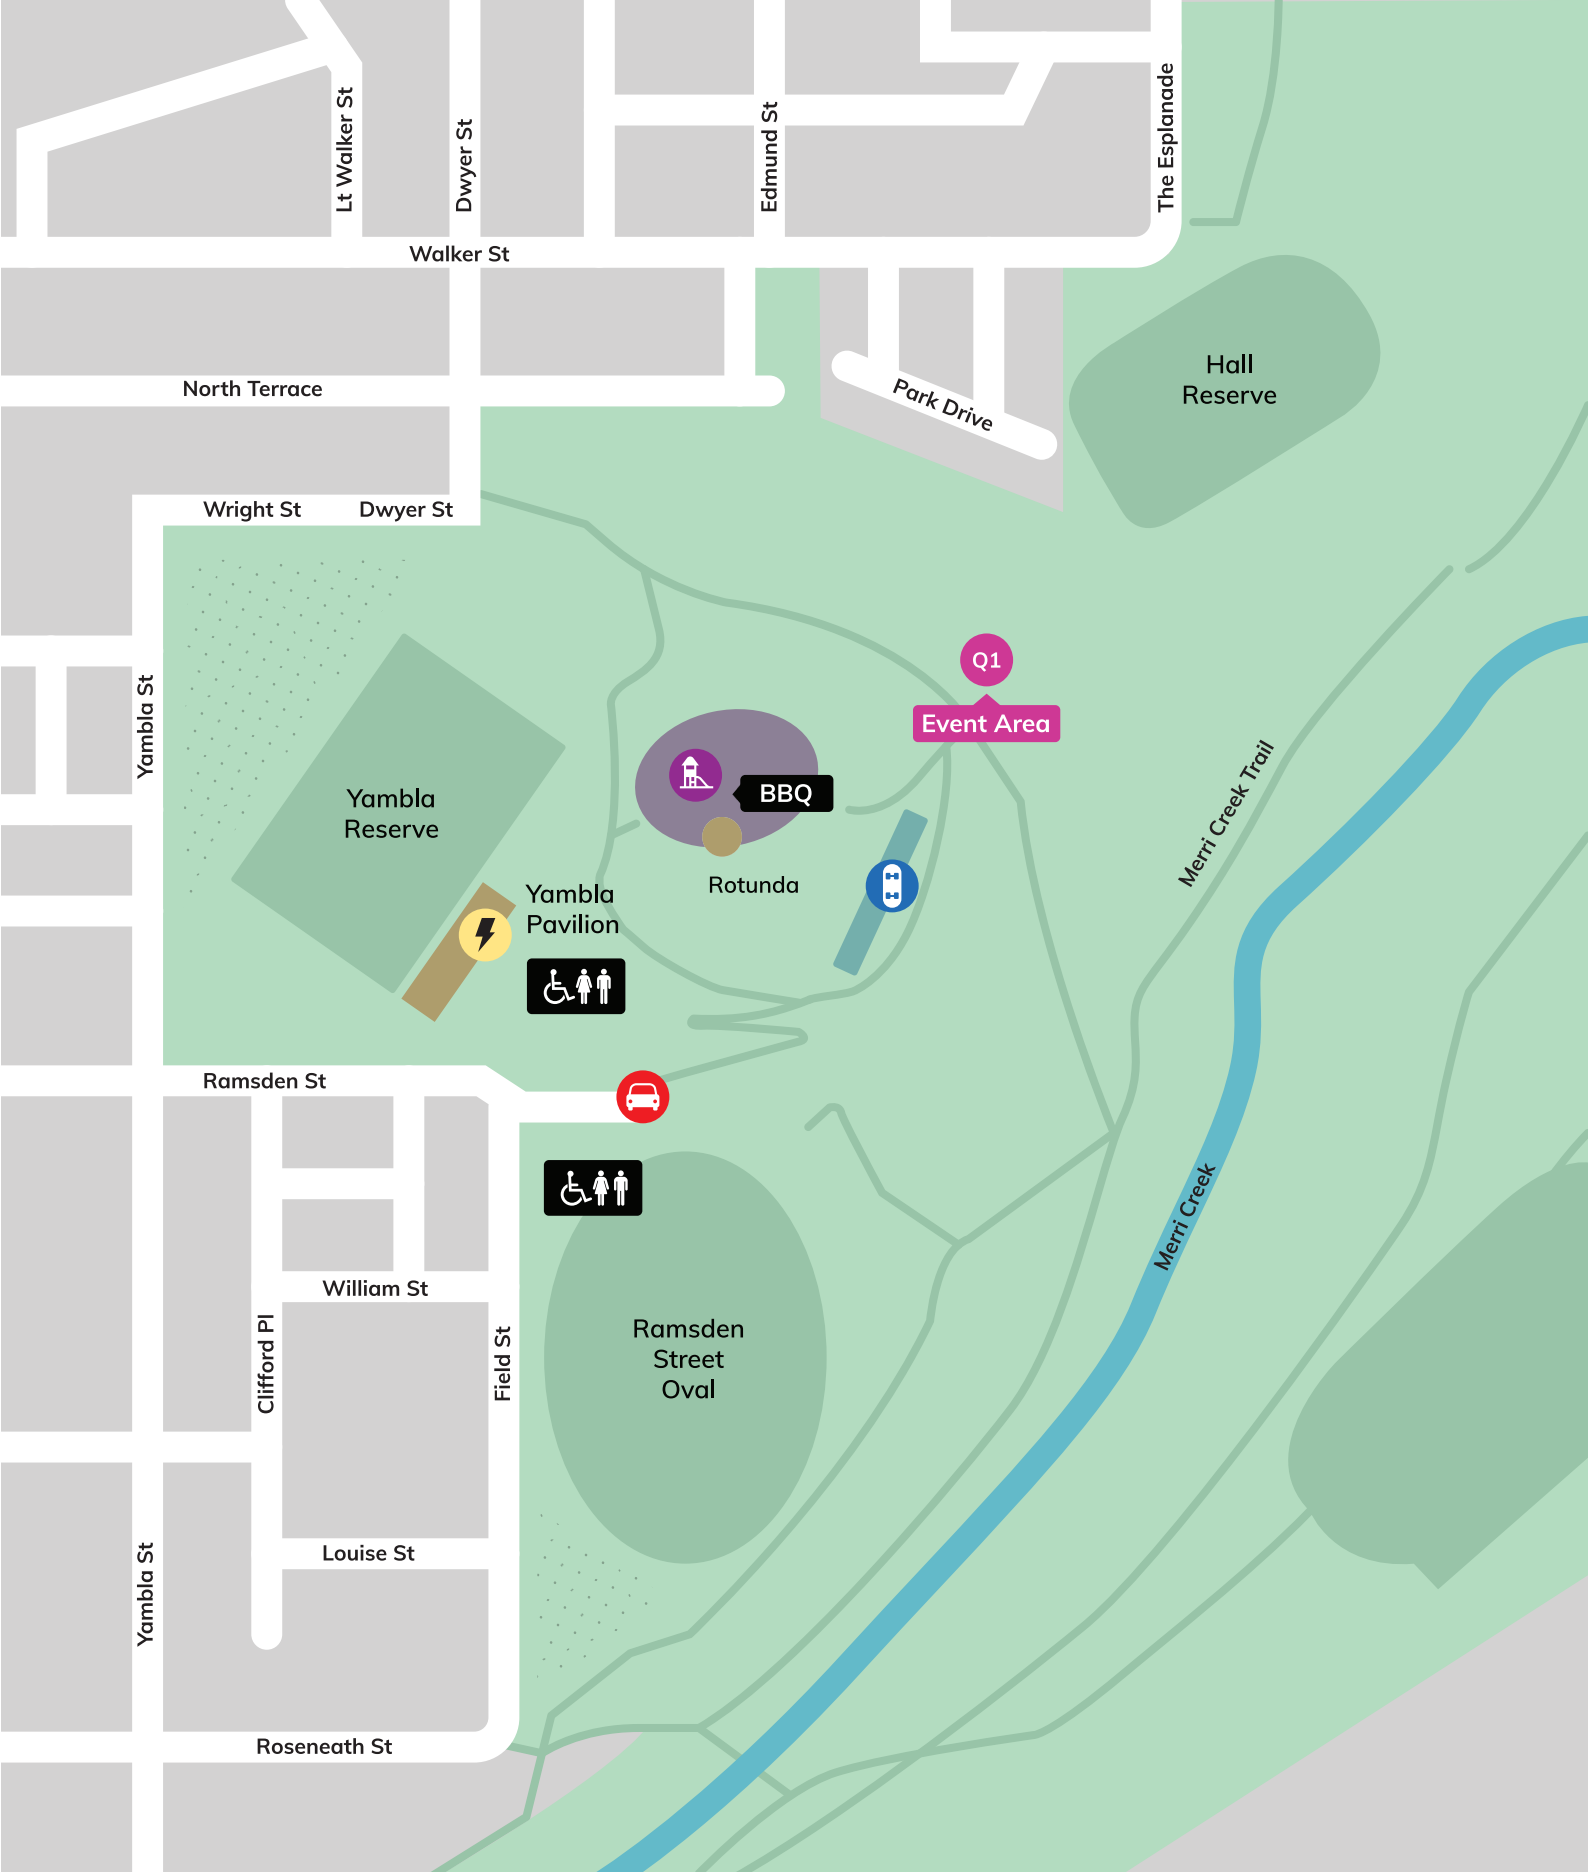 Lt Walker St
Dwyer St
Edmund St
The Esplanade
Walker St
North Terrace
Park Drive
Hall
Reserve
Wright St
Dwyer St
Yambla St
Q1
Event Area
BBQ
Yambla
Reserve
Rotunda
Yambla
Pavilion
Merri Creek Trail
Ramsden St
Merri Creek
William St
Clifford Pl
Field St
Ramsden
Street
Oval
Louise St
Yambla St
Roseneath St